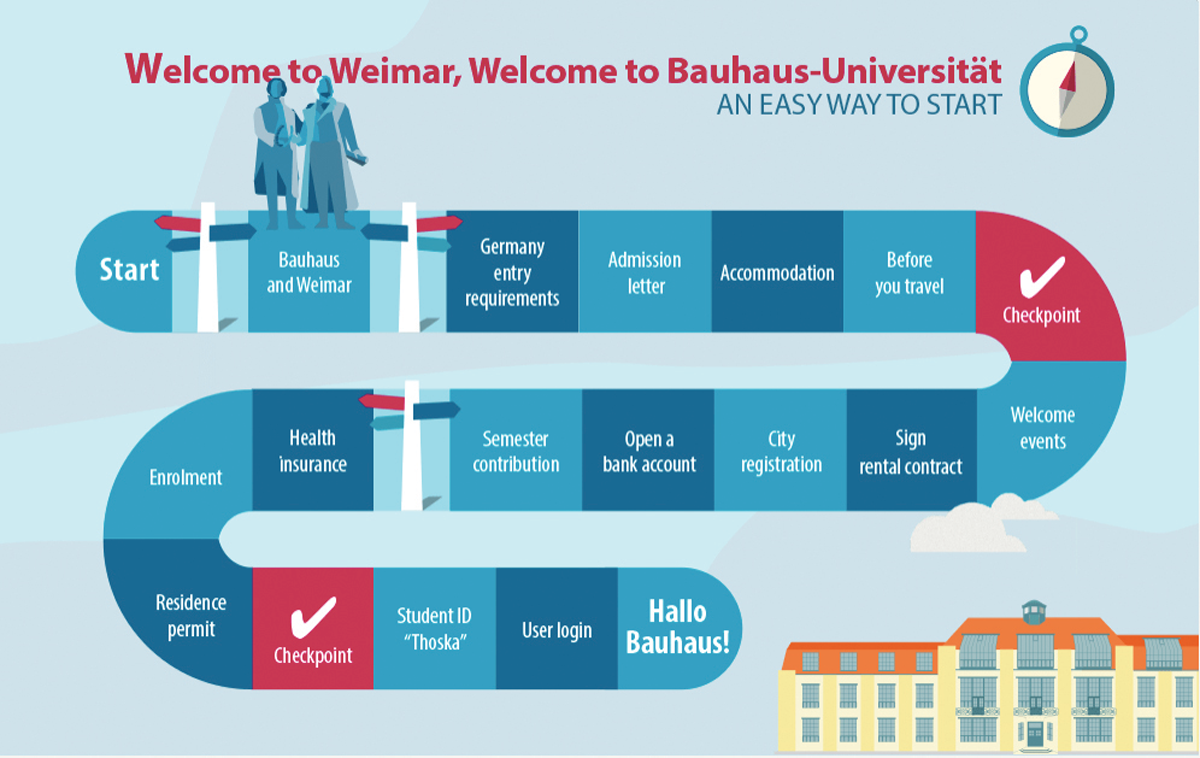 Welcome to Weimar, Welcome to Bauhaus-Universität
AN EASY WAY TO START
Start
Bauhaus
and Weimar
Germany
entry
requirements
Admission
letter
Accommodation
Before
you travel
Checkpoint
Welcome
events
Sign
rental contract
City
registration
Open a
bank account
Semester
contribution
Health
insurance
Enrolment
Residence
permit
Checkpoint
Student ID
“Thoska”
User login
Hallo
Bauhaus!